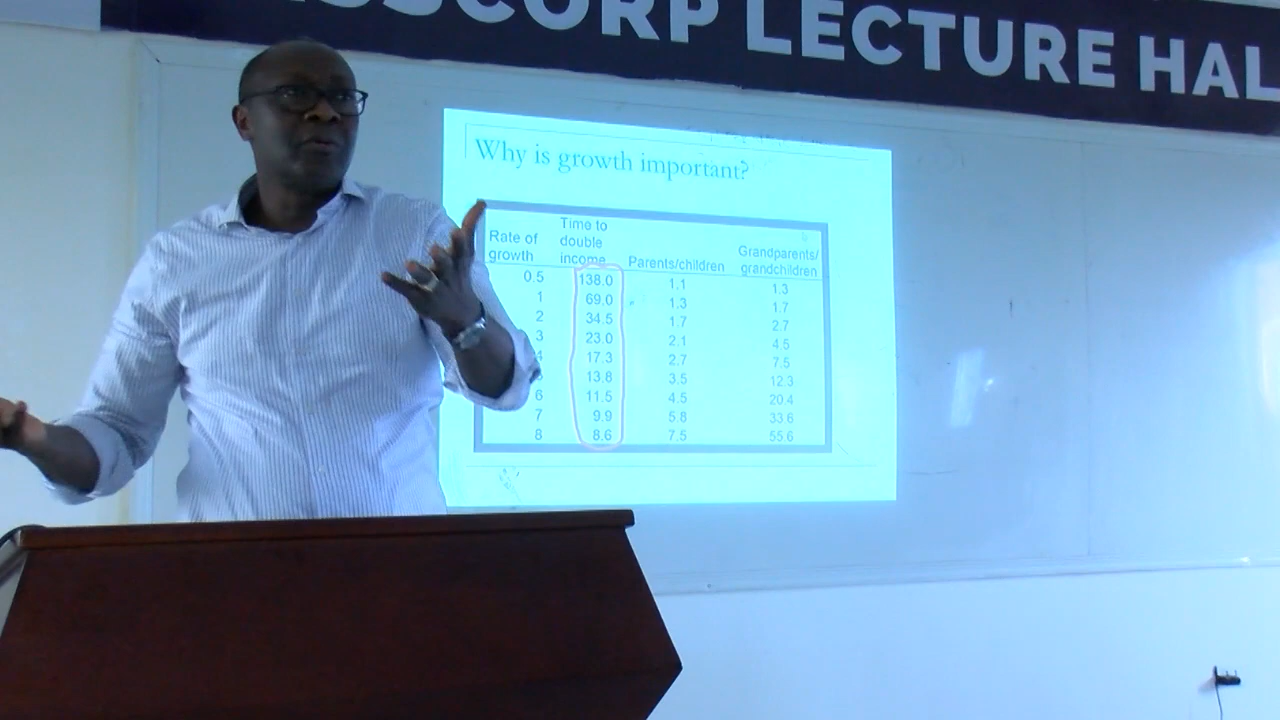 LECTURE HAL
Why is growth important?
Rate of growth Time to double income Parents/children Grandparents/grandchildren
0.5 138.0 1.1 1.3
1 69.0 1.3 1.7
2 34.5 1.7 2.7
3 23.0 2.1 4.5
4 17.3 2.7 7.5
13.8 3.5 12.3
6 11.5 4.5 20.4
7 9.9 5.8 33.6
8 8.6 7.5 55.6